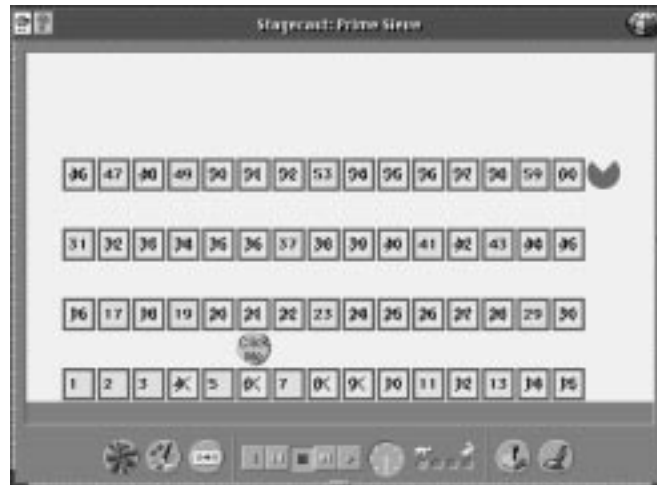 Stagecast: Prime Sieve
46 47 48 49 50 51 52 53 54 55 56 57 58 59 60
31 32 33 34 35 36 37 38 39 40 41 42 43 44 45
16 17 18 19 20 21 22 23 24 25 26 27 28 29 30
Click Me
1 2 3 4 5 6 7 8 9 10 11 12 13 14 15